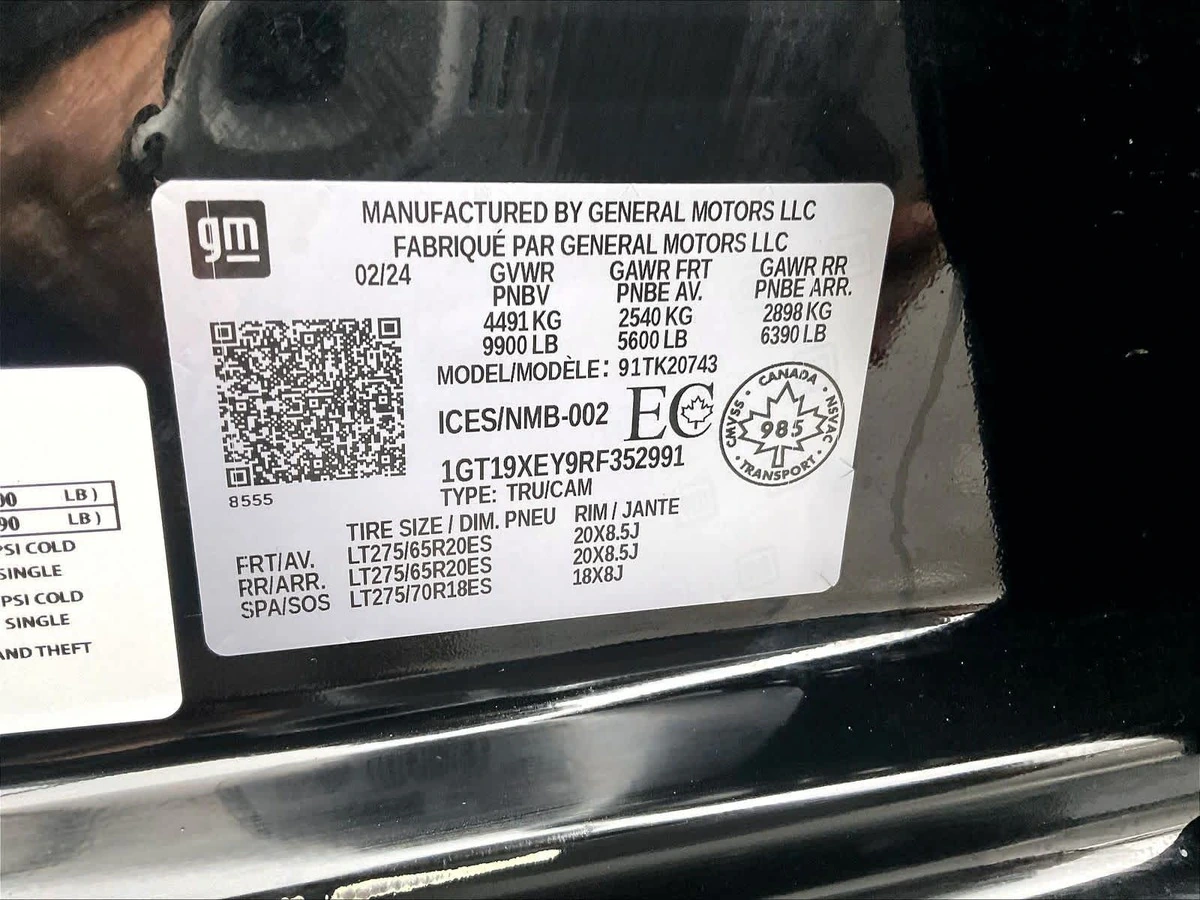 gm
MANUFACTURED BY GENERAL MOTORS LLC
FABRIQUÉ PAR GENERAL MOTORS LLC
02/24 GVWR GAWR FRT GAWR RR
PNBV PNBE AV. PNBE ARR.
4491 KG 2540 KG 2898 KG
9900 LB 5600 LB 6390 LB
MODEL/MODÈLE: 91TK20743
ICES/NMB-002 EC
CANADA
CMVSS 985 NSVAC
TRANSPORT
1GT19XEY9RF352991
8555
TYPE: TRU/CAM
TIRE SIZE / DIM. PNEU RIM / JANTE
FRT/AV. LT275/65R20ES 20X8.5J
RR/ARR. LT275/65R20ES 20X8.5J
SPA/SOS LT275/70R18ES 18X8J
00 LB)
90 LB)
PSI COLD
SINGLE
PSI COLD
SINGLE
AND THEFT